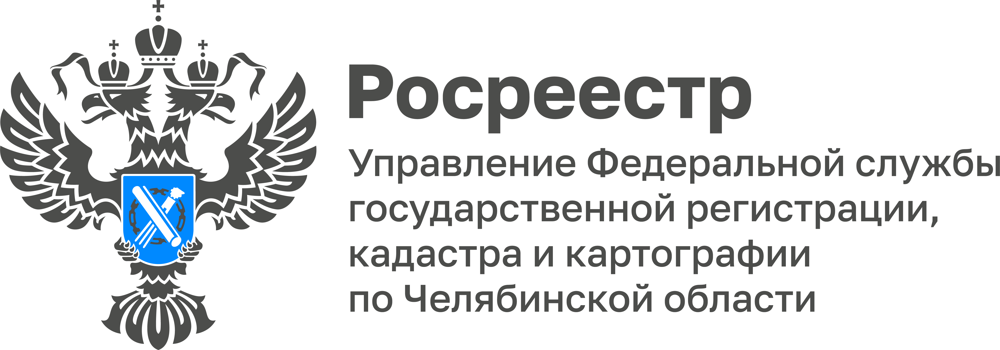 Росреестр
Управление Федеральной службы
государственной регистрации,
кадастра и картографии
по Челябинской области